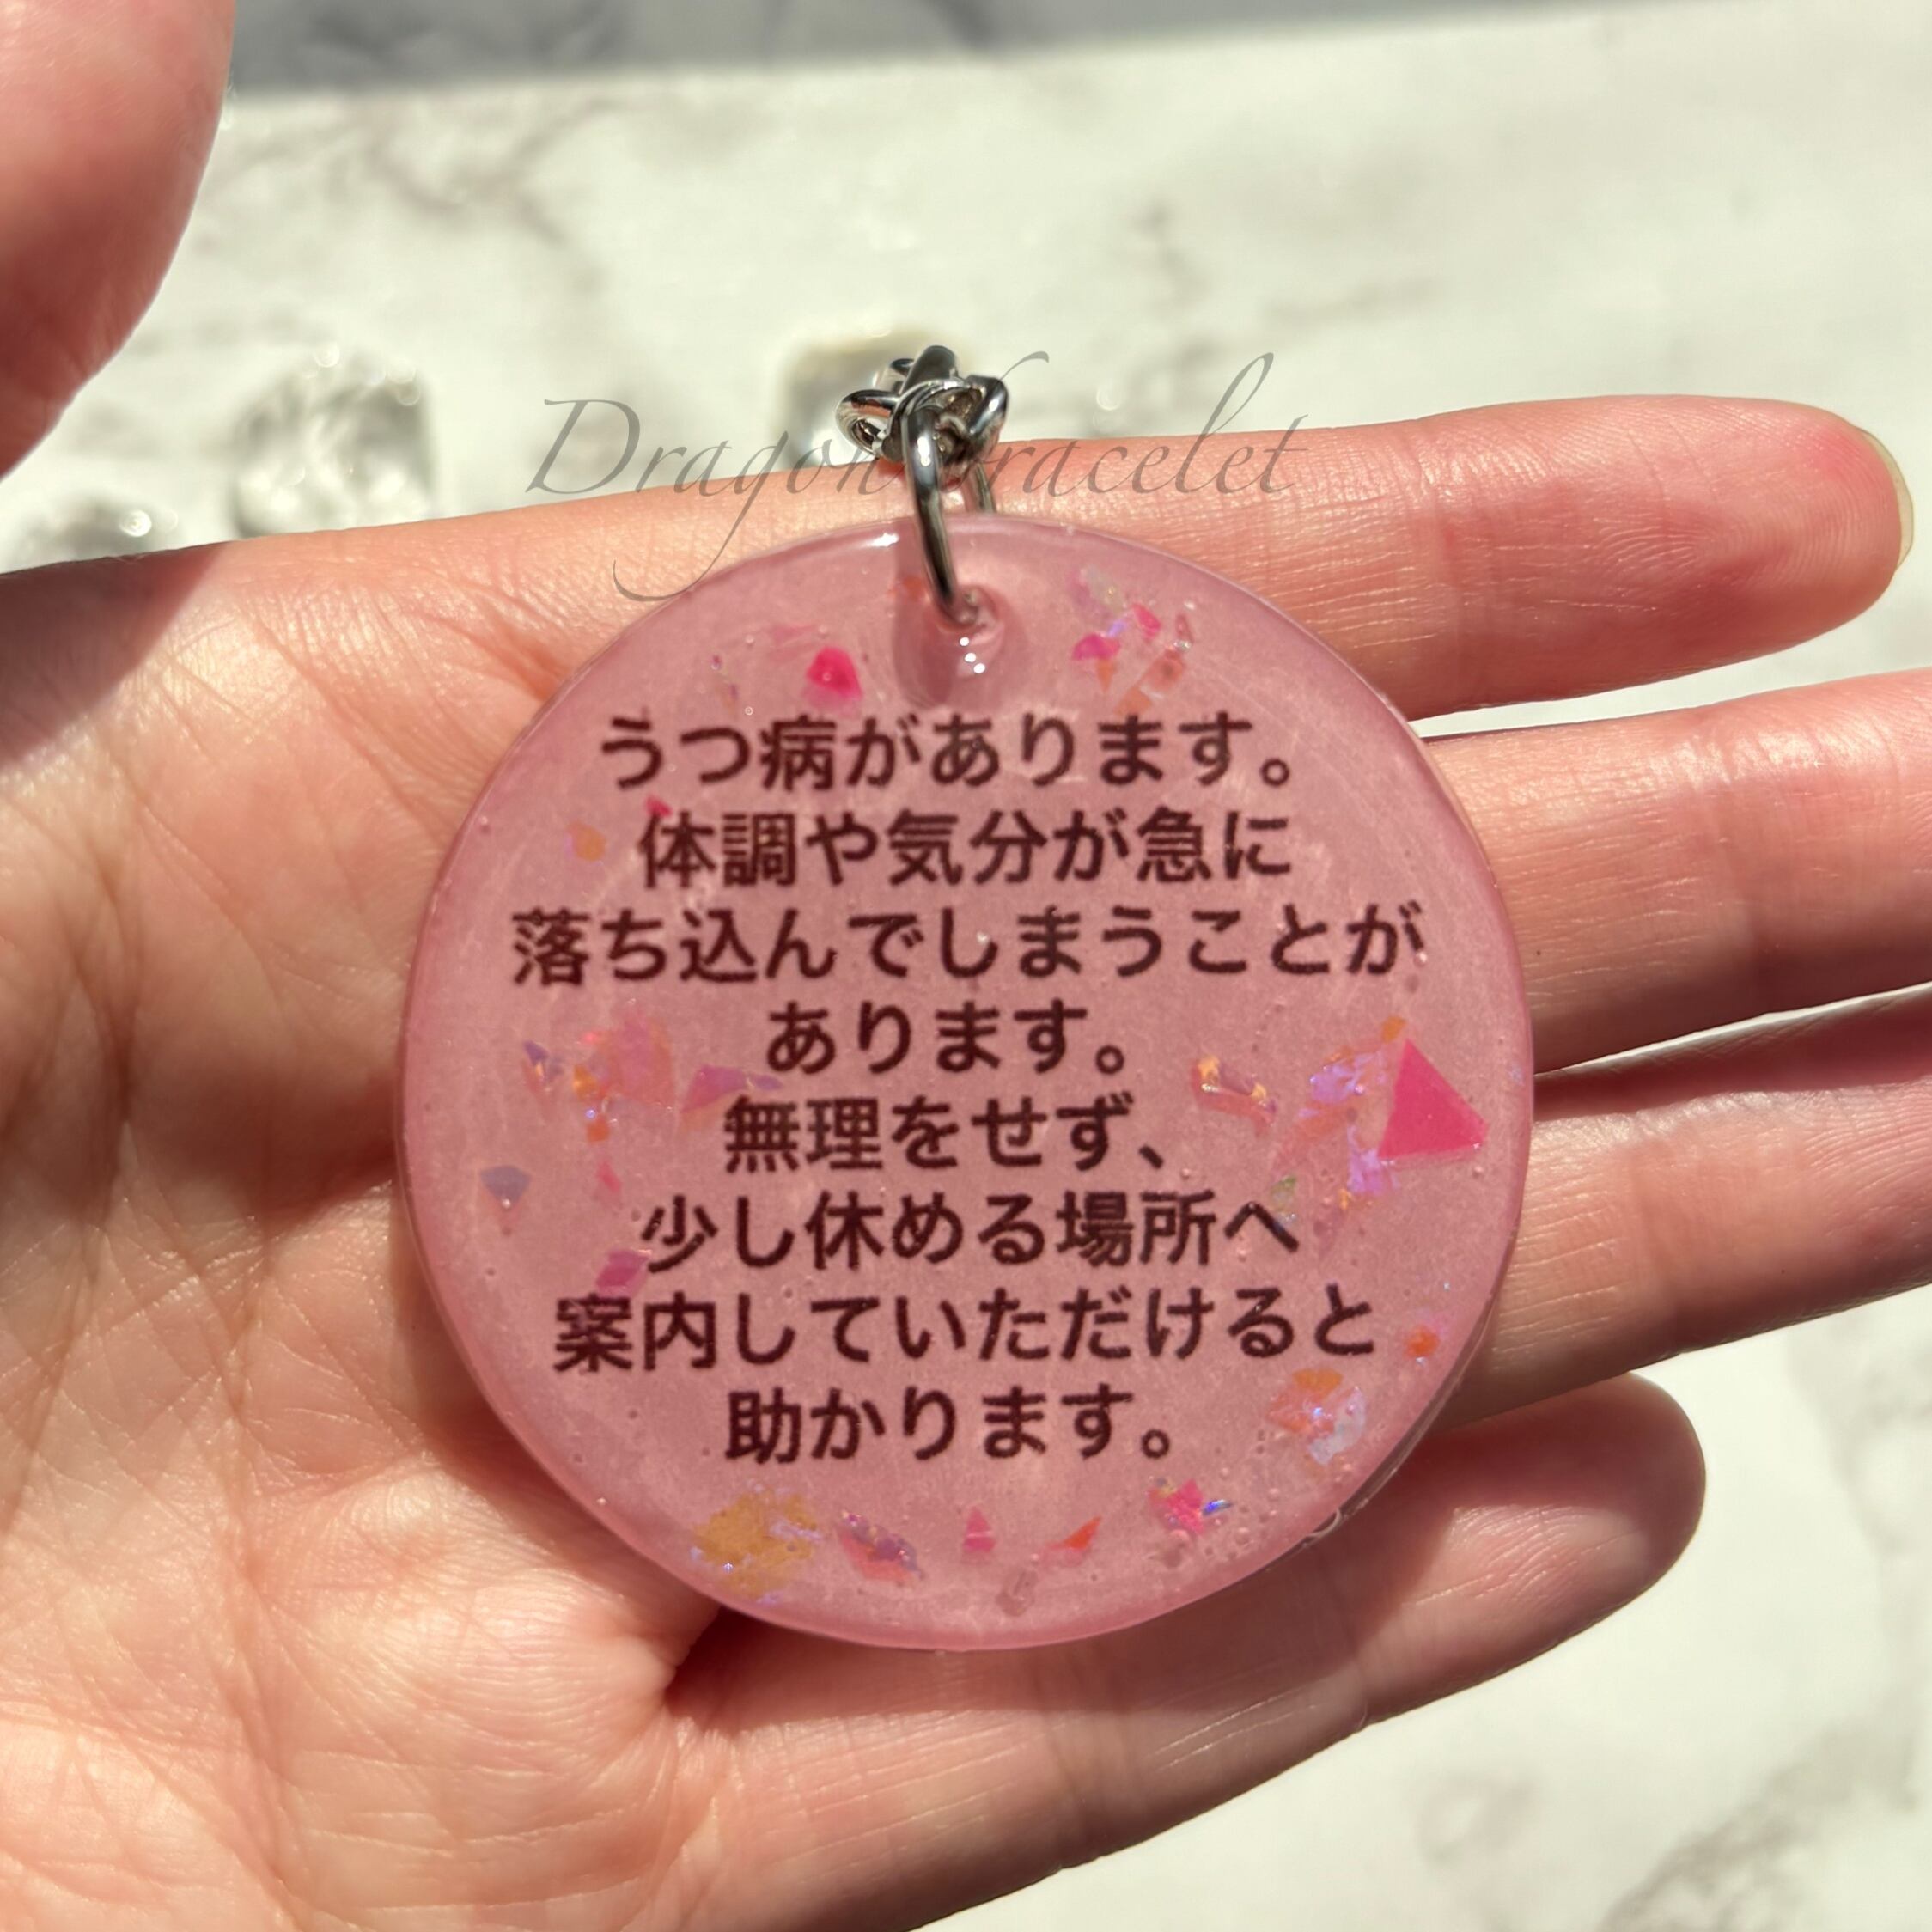 Dragon bracelet
うつ病があります。
体調や気分が急に
落ち込んでしまうことが
あります。
無理をせず、
少し休める場所へ
案内していただけると
助かります。